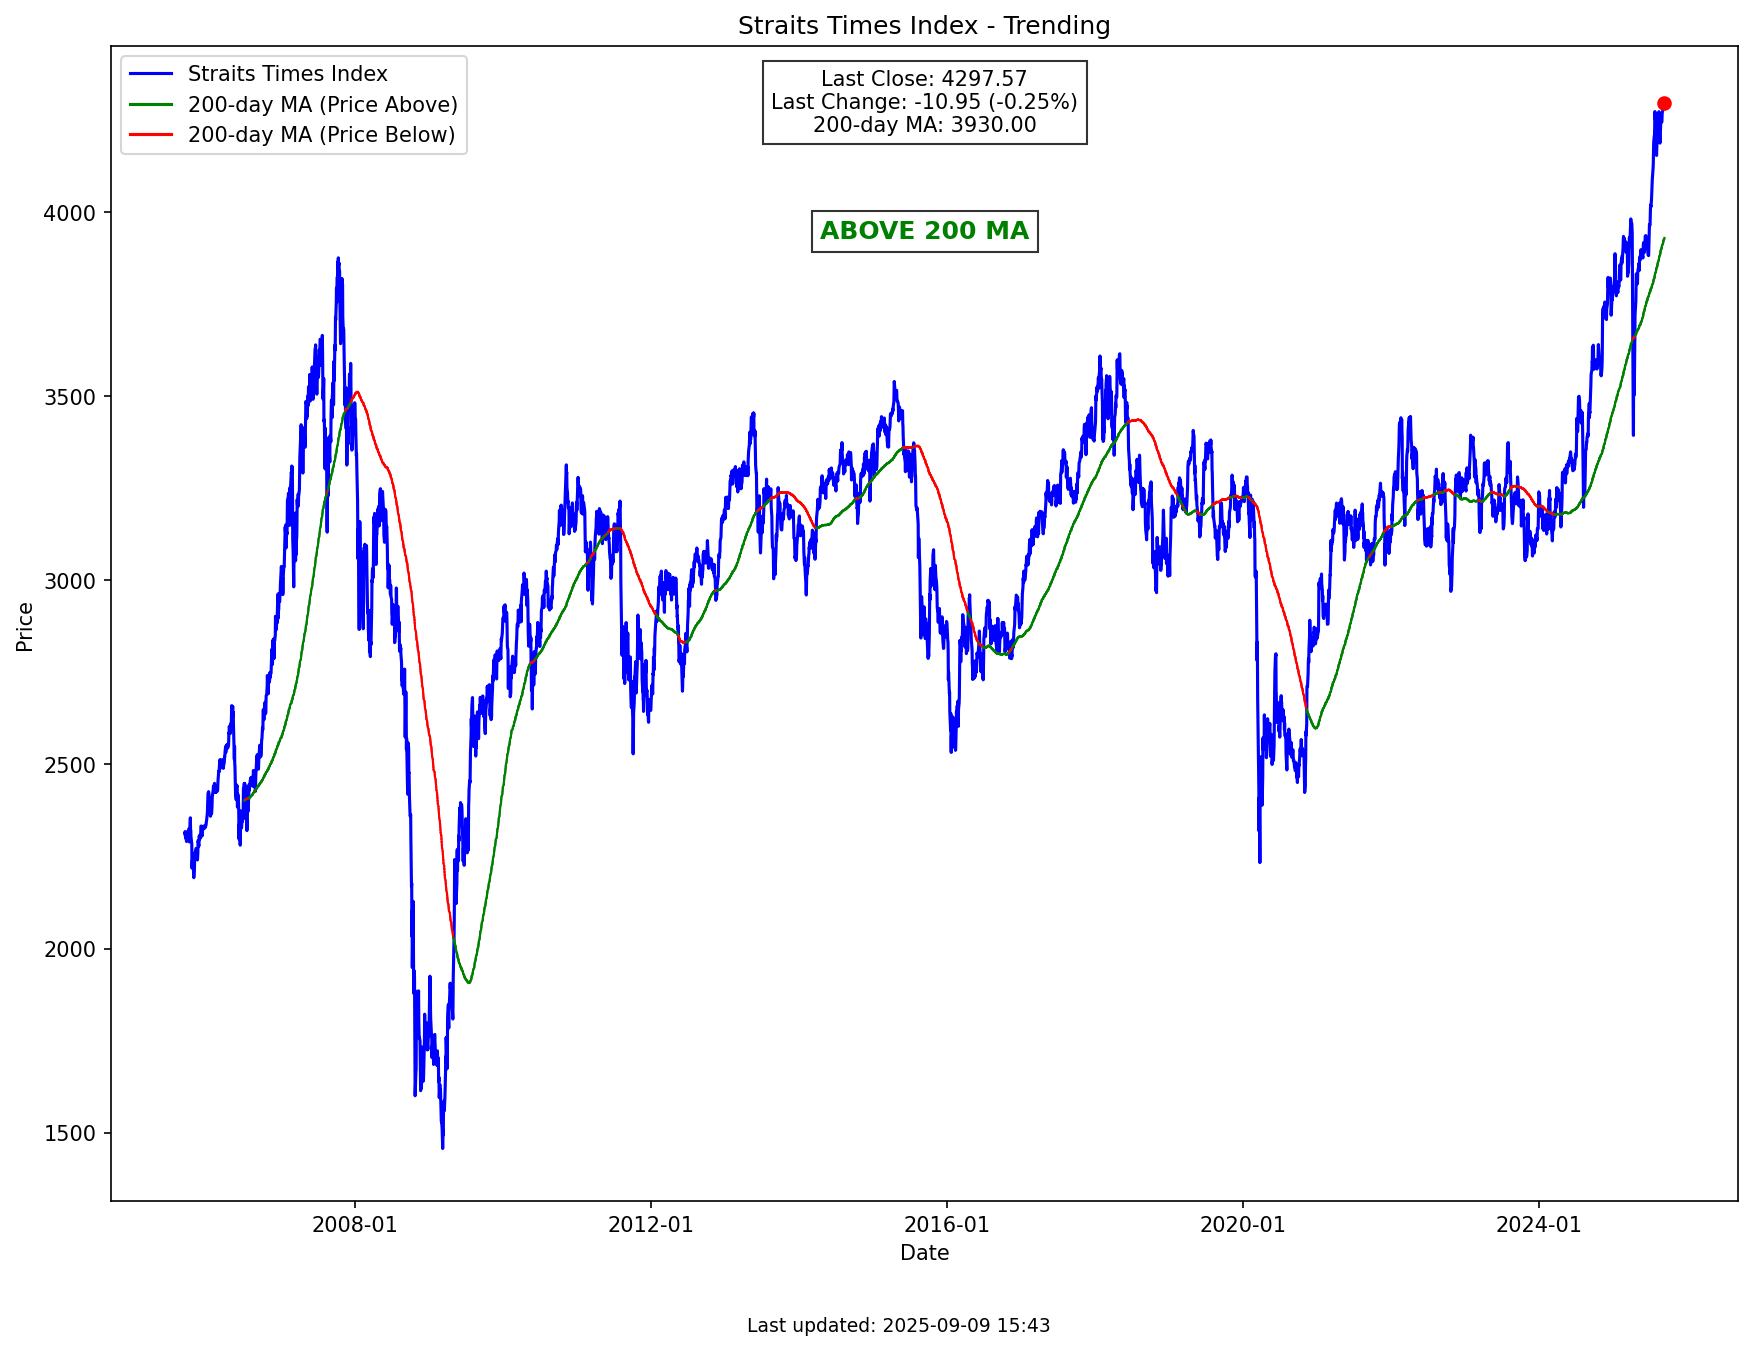 Straits Times Index - Trending
Straits Times Index
200-day MA (Price Above)
200-day MA (Price Below)
Last Close: 4297.57
Last Change: -10.95 (-0.25%)
200-day MA: 3930.00
ABOVE 200 MA
Price
4000
3500
3000
2500
2000
1500
2008-01
2012-01
2016-01
2020-01
2024-01
Date
Last updated: 2025-09-09 15:43